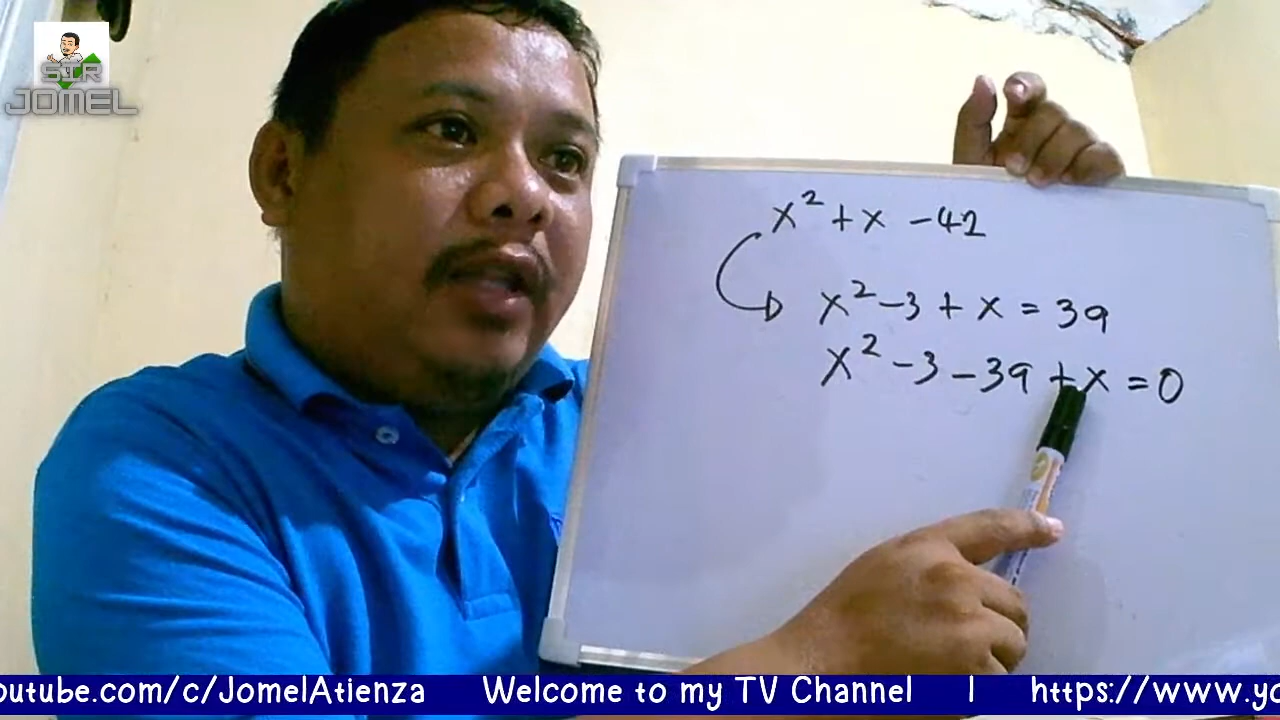 SIR
JOMEL
x² + x - 42
x² - 3 + x = 39
x² - 3 - 39 + x = 0
outube.com/c/JomelAtienza Welcome to my TV Channel | https://www.yo